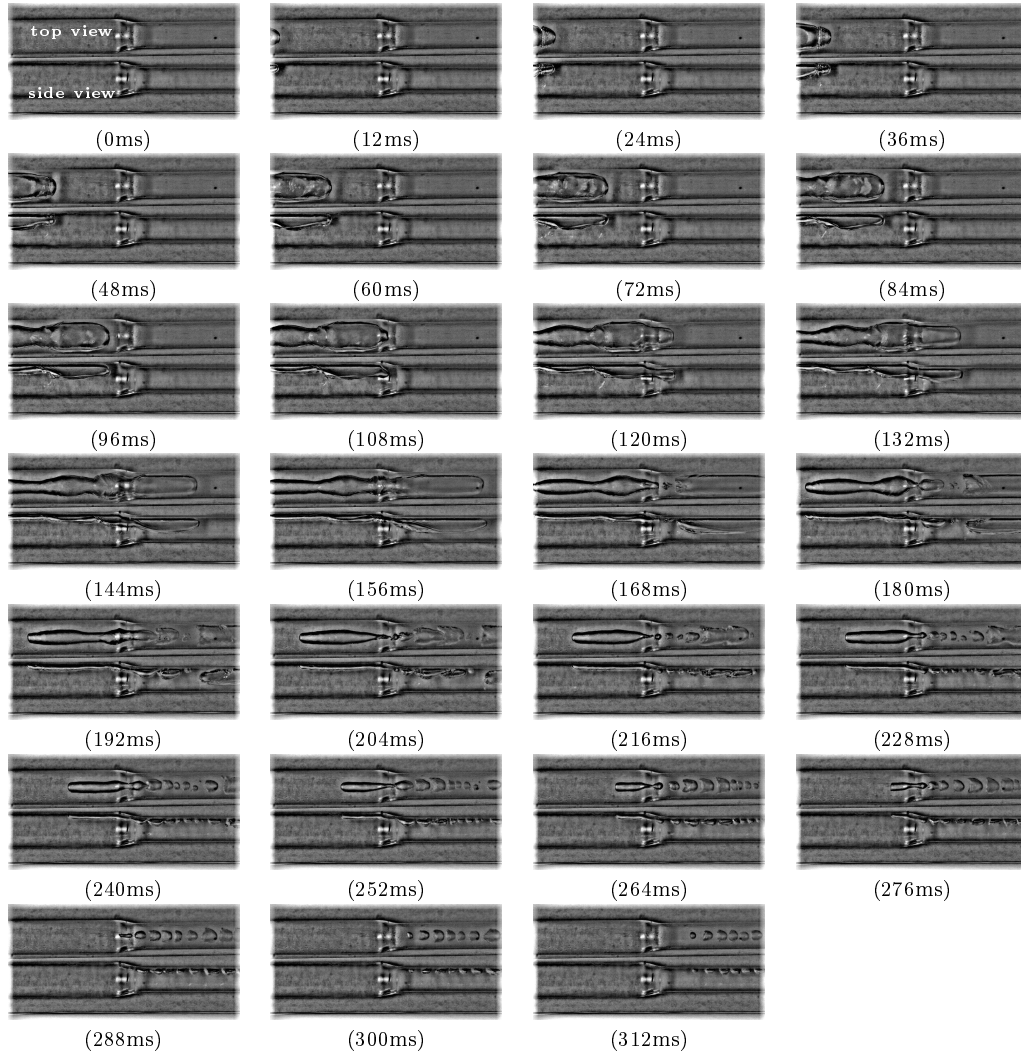 top view
side view
(0ms) (12ms) (24ms) (36ms)
(48ms) (60ms) (72ms) (84ms)
(96ms) (108ms) (120ms) (132ms)
(144ms) (156ms) (168ms) (180ms)
(192ms) (204ms) (216ms) (228ms)
(240ms) (252ms) (264ms) (276ms)
(288ms) (300ms) (312ms)